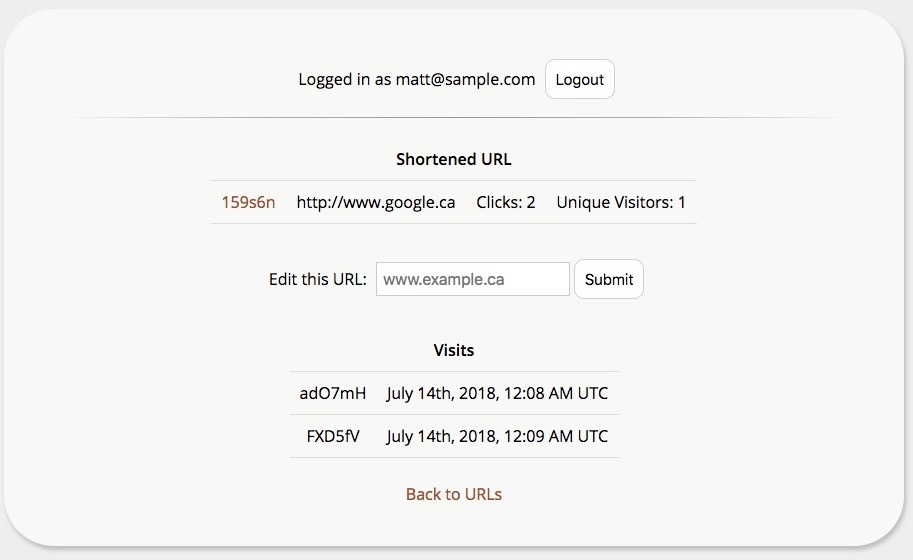 Logged in as matt@sample.com Logout
Shortened URL
159s6n http://www.google.ca Clicks: 2 Unique Visitors: 1
Edit this URL: www.example.ca Submit
Visits
adO7mH July 14th, 2018, 12:08 AM UTC
FXD5fV July 14th, 2018, 12:09 AM UTC
Back to URLs